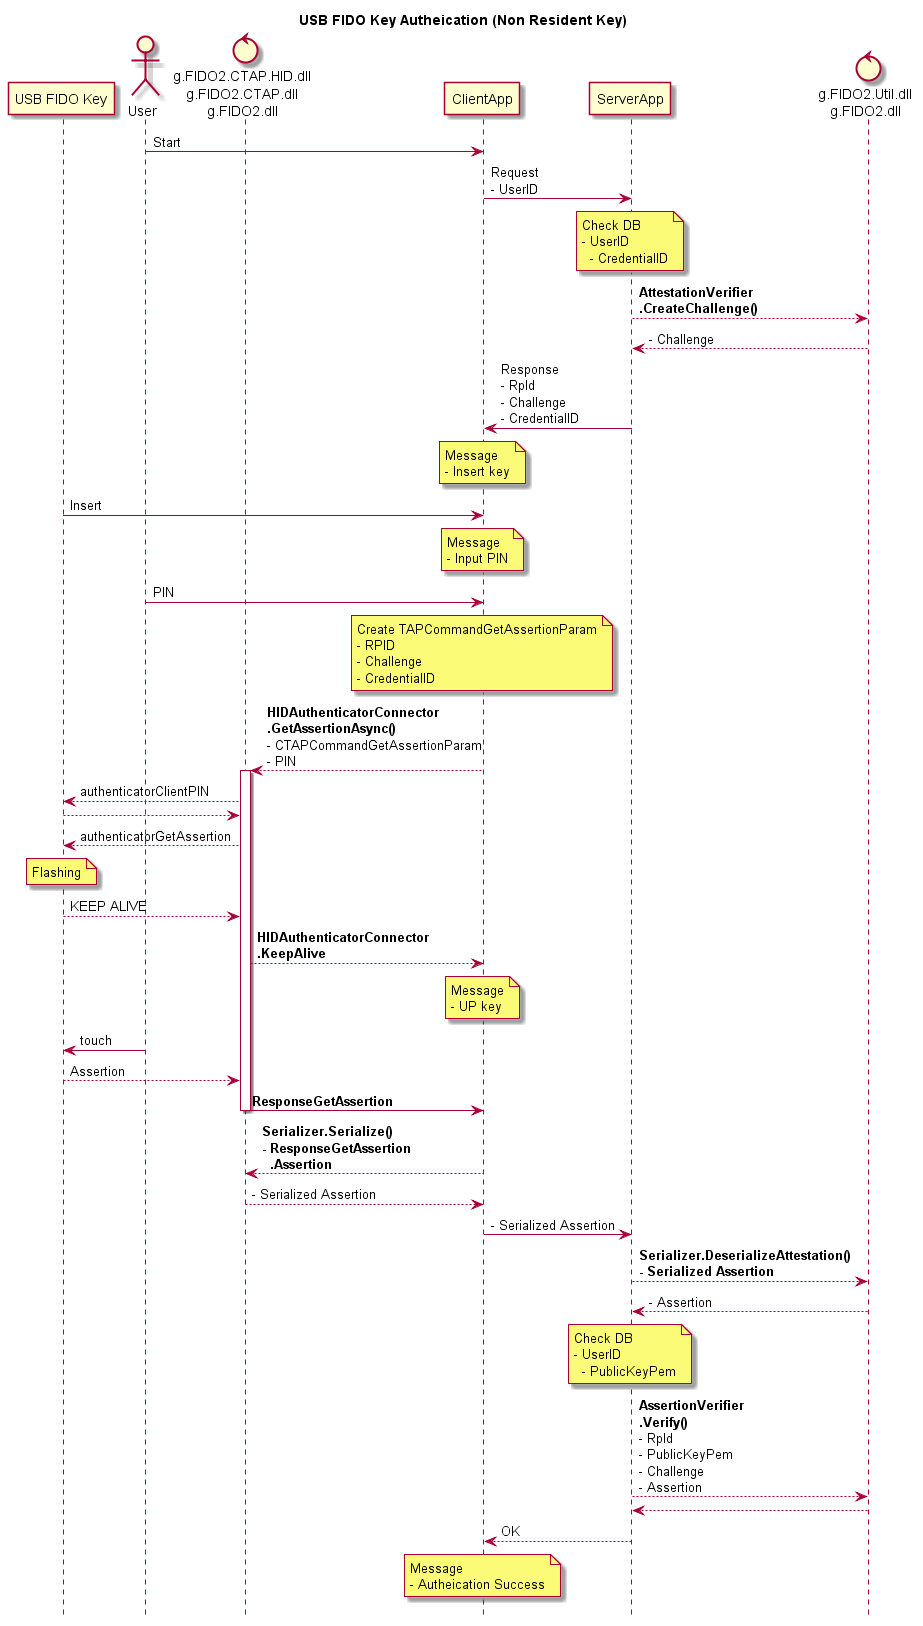 USB FIDO Key Autheication (Non Resident Key)
USB FIDO Key
User
g.FIDO2.CTAP.HID.dll
g.FIDO2.CTAP.dll
g.FIDO2.dll
ClientApp
ServerApp
g.FIDO2.Util.dll
g.FIDO2.dll
Start
Request
- UserID
Check DB
- UserID
- CredentialID
AttestationVerifier
.CreateChallenge()
- Challenge
Response
- RpId
- Challenge
- CredentialID
Message
- Insert key
Insert
Message
- Input PIN
PIN
Create TAPCommandGetAssertionParam
- RPID
- Challenge
- CredentialID
HIDAuthenticatorConnector
.GetAssertionAsync()
- CTAPCommandGetAssertionParam
- PIN
authenticatorClientPIN
authenticatorGetAssertion
Flashing
KEEP ALIVE
HIDAuthenticatorConnector
.KeepAlive
Message
- UP key
touch
Assertion
ResponseGetAssertion
Serializer.Serialize()
- ResponseGetAssertion
.Assertion
- Serialized Assertion
- Serialized Assertion
Serializer.DeserializeAttestation()
- Serialized Assertion
- Assertion
Check DB
- UserID
- PublicKeyPem
AssertionVerifier
.Verify()
- RpId
- PublicKeyPem
- Challenge
- Assertion
OK
Message
- Autheication Success